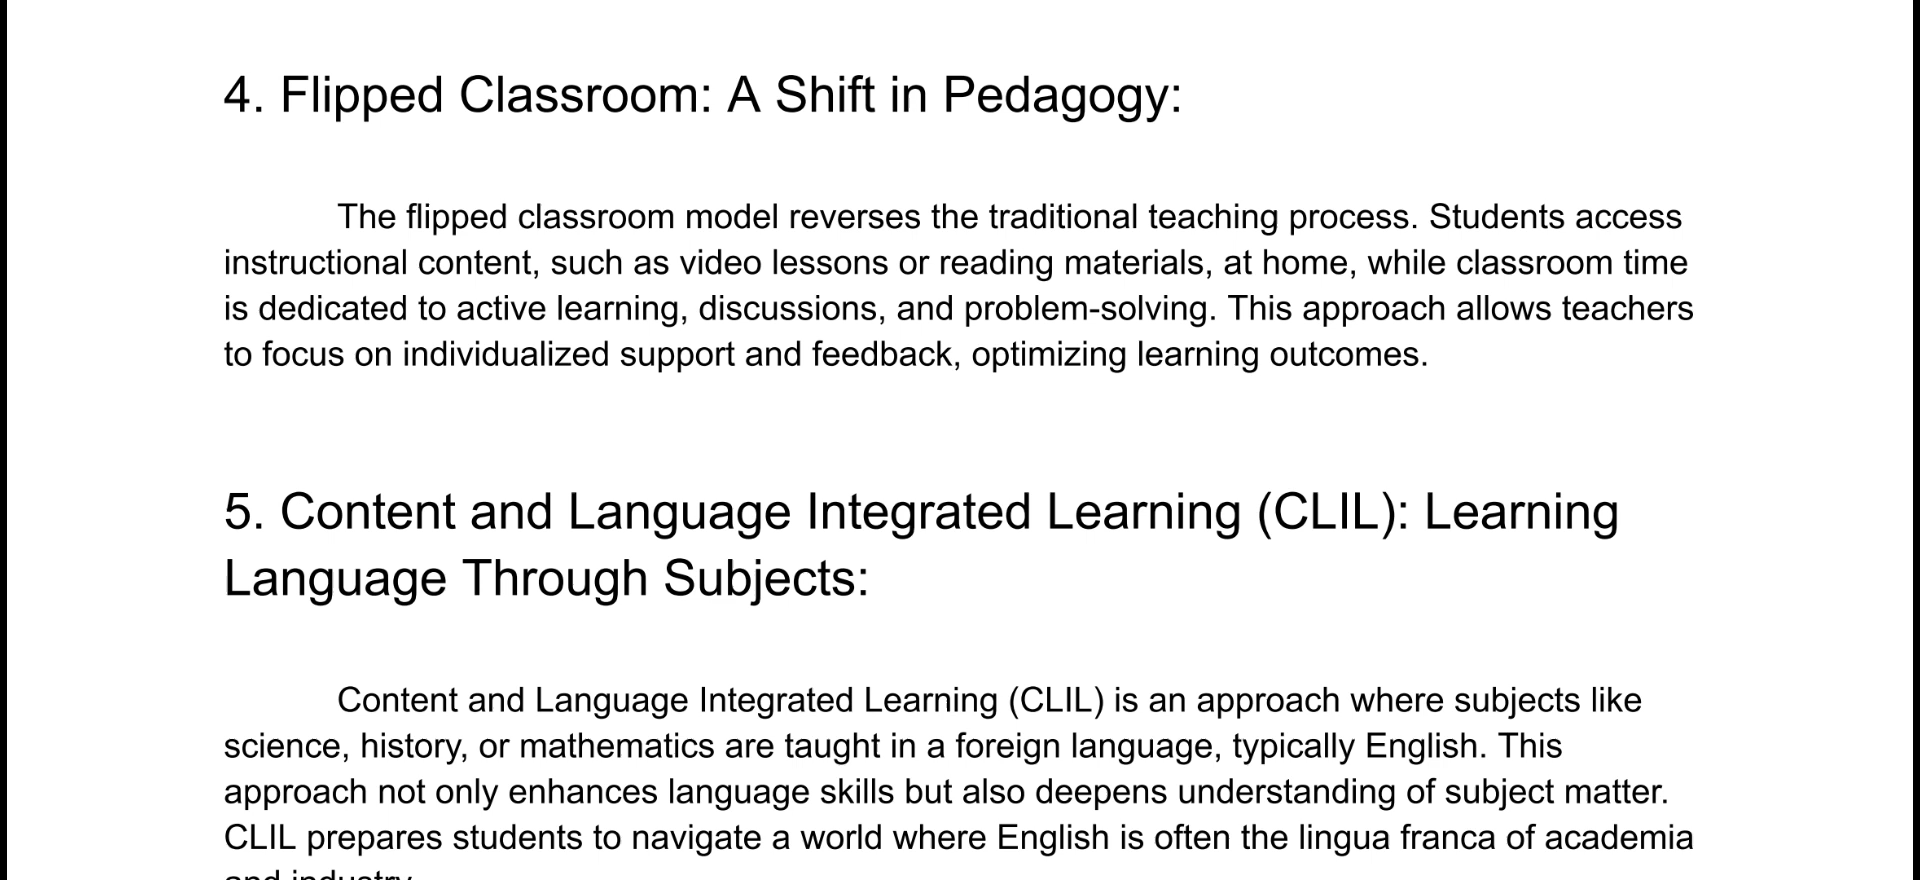 4. Flipped Classroom: A Shift in Pedagogy:
The flipped classroom model reverses the traditional teaching process. Students access
instructional content, such as video lessons or reading materials, at home, while classroom time
is dedicated to active learning, discussions, and problem-solving. This approach allows teachers
to focus on individualized support and feedback, optimizing learning outcomes.
5. Content and Language Integrated Learning (CLIL): Learning
Language Through Subjects:
Content and Language Integrated Learning (CLIL) is an approach where subjects like
science, history, or mathematics are taught in a foreign language, typically English. This
approach not only enhances language skills but also deepens understanding of subject matter.
CLIL prepares students to navigate a world where English is often the lingua franca of academia
and industry.